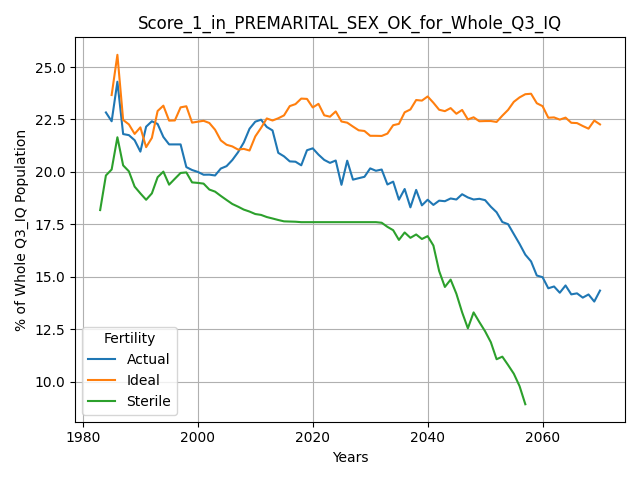 Score_1_in_PREMARITAL_SEX_OK_for_Whole_Q3_IQ
% of Whole Q3_IQ Population
25.0
22.5
20.0
17.5
15.0
12.5
10.0
Fertility
Actual
Ideal
Sterile
1980 2000 2020 2040 2060
Years